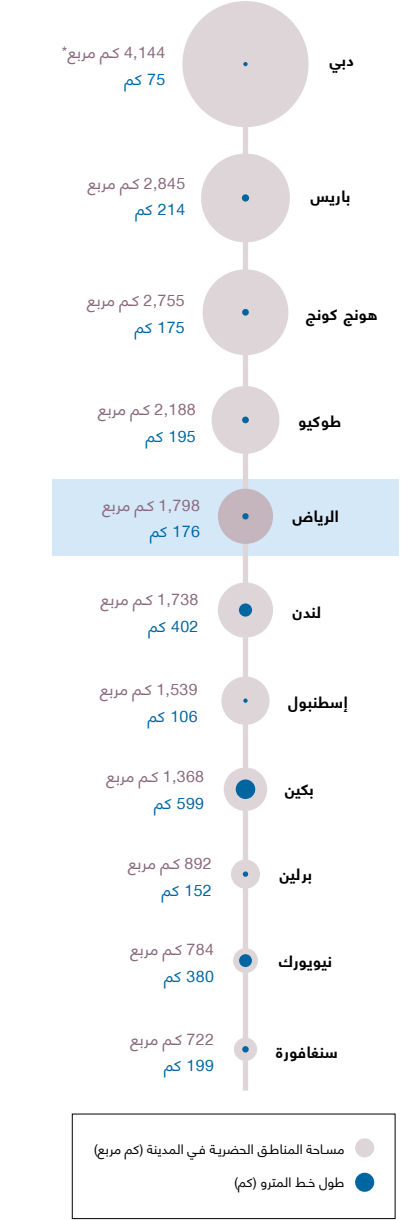 دبي
4,144 كم مربع*
75 كم
باريس
2,845 كم مربع
214 كم
هونج كونج
2,755 كم مربع
175 كم
طوكيو
2,188 كم مربع
195 كم
الرياض
1,798 كم مربع
176 كم
لندن
1,738 كم مربع
402 كم
إسطنبول
1,539 كم مربع
106 كم
بكين
1,368 كم مربع
599 كم
برلين
892 كم مربع
152 كم
نيويورك
784 كم مربع
380 كم
سنغافورة
722 كم مربع
199 كم
مساحة المناطق الحضرية في المدينة (كم مربع)
طول خط المترو (كم)